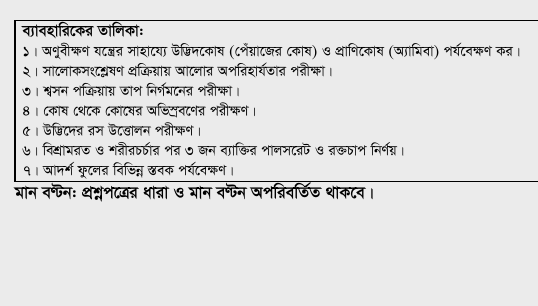 ব্যাবহারিকের তালিকা:
১। অণুবীক্ষণ যন্ত্রের সাহায্যে উদ্ভিদকোষ (পেঁয়াজের কোষ) ও প্রাণিকোষ (অ্যামিবা) পর্যবেক্ষণ কর।
২। সালোকসংশ্লেষণ প্রক্রিয়ায় আলোর অপরিহার্যতার পরীক্ষা।
৩। শ্বসন পক্রিয়ায় তাপ নির্গমনের পরীক্ষা।
৪। কোষ থেকে কোষের অভিস্রবণের পরীক্ষণ।
৫। উদ্ভিদের রস উত্তোলন পরীক্ষণ।
৬। বিশ্রামরত ও শরীরচর্চার পর ৩ জন ব্যাক্তির পালসরেট ও রক্তচাপ নির্ণয়।
৭। আদর্শ ফুলের বিভিন্ন স্তবক পর্যবেক্ষণ।
মান বণ্টন: প্রশ্নপত্রের ধারা ও মান বণ্টন অপরিবর্তিত থাকবে।